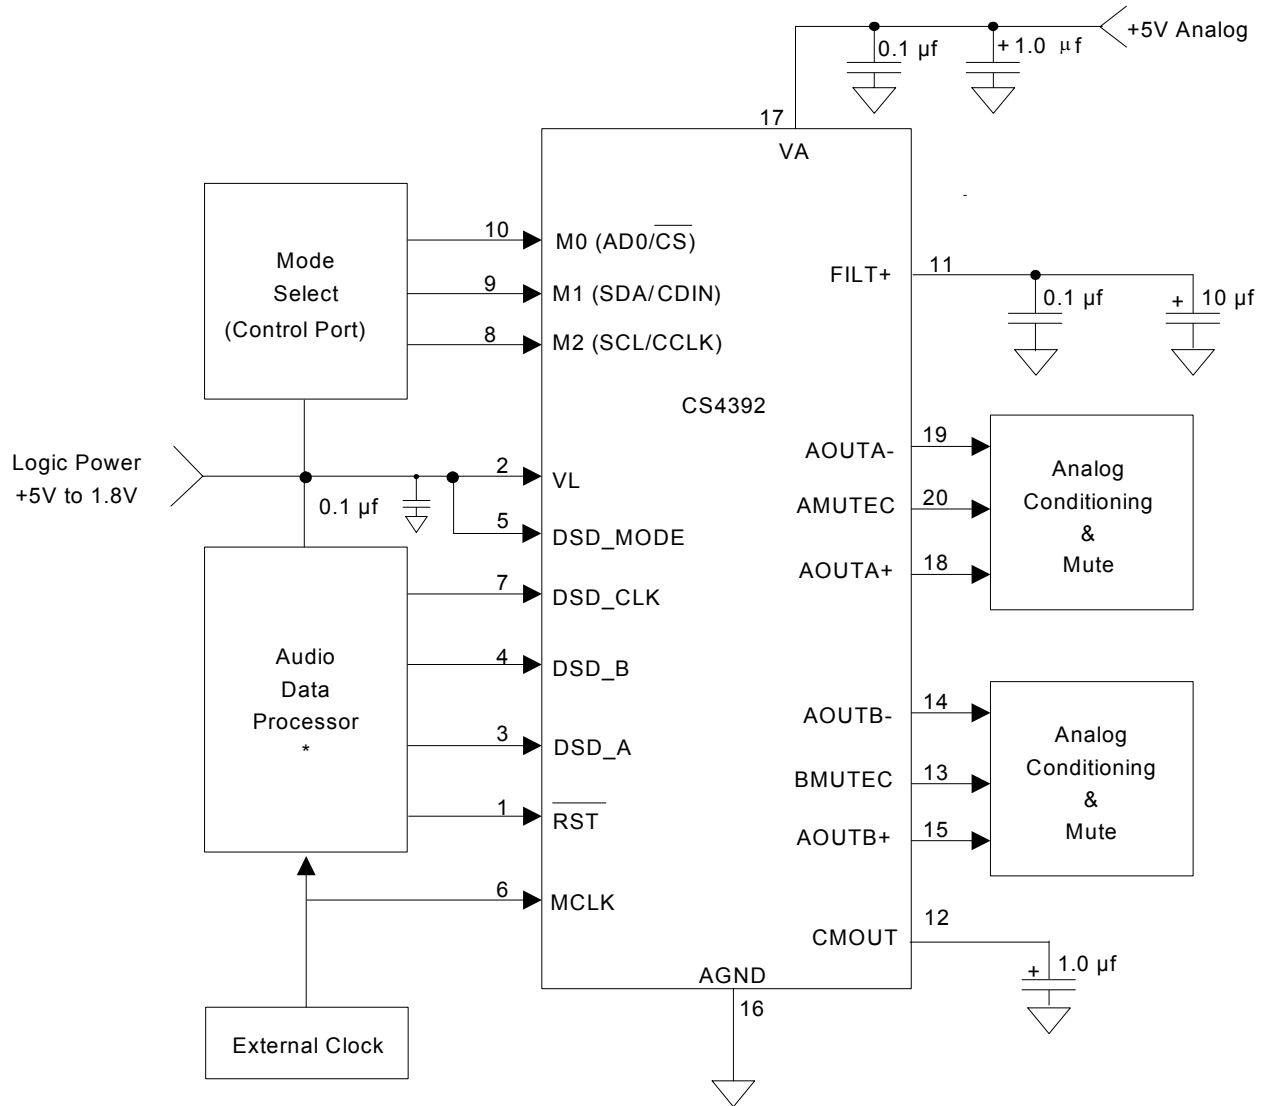 +5V Analog
0.1 µf
+ 1.0 µf
17
VA
Mode
Select
(Control Port)
10
M0 (AD0/C̅S̅)
9
M1 (SDA/CDIN)
8
M2 (SCL/CCLK)
FILT+
11
0.1 µf
+ 10 µf
CS4392
Logic Power
+5V to 1.8V
2
VL
0.1 µf
5
DSD_MODE
AOUTA-
19
AMUTEC
20
AOUTA+
18
Analog
Conditioning
&
Mute
Audio
Data
Processor
*
7
DSD_CLK
4
DSD_B
3
DSD_A
1
R̅S̅T̅
6
MCLK
AOUTB-
14
BMUTEC
13
AOUTB+
15
Analog
Conditioning
&
Mute
CMOUT
12
+ 1.0 µf
AGND
16
External Clock